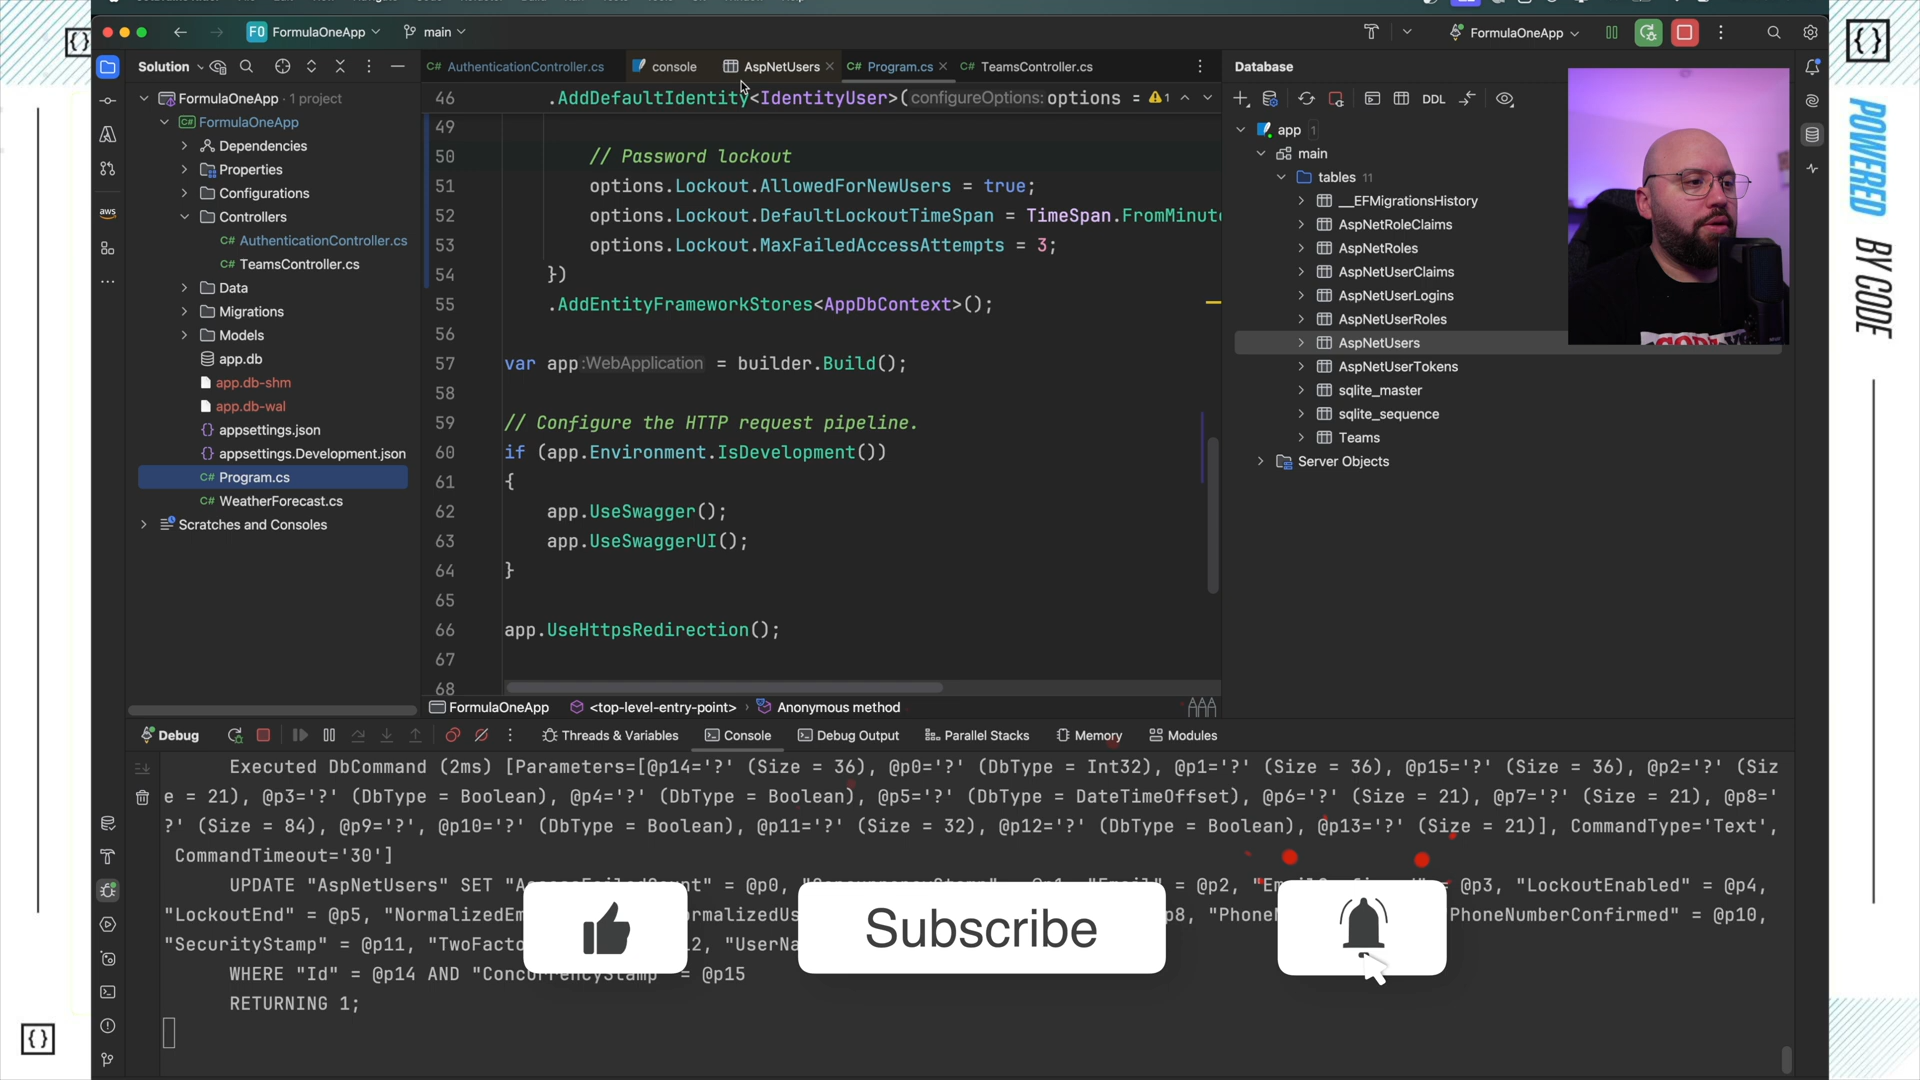 FO FormulaOneApp
main
FormulaOneApp
Solution
C# AuthenticationController.cs
console
AspNetUsers
C# Program.cs
C# TeamsController.cs
Database
FormulaOneApp · 1 project
C# FormulaOneApp
Dependencies
Properties
Configurations
Controllers
C# AuthenticationController.cs
C# TeamsController.cs
Data
Migrations
Models
app.db
app.db-shm
app.db-wal
appsettings.json
appsettings.Development.json
C# Program.cs
C# WeatherForecast.cs
Scratches and Consoles
aws
46 .AddDefaultIdentity<IdentityUser>(configureOptions: options = 1
49
50 // Password lockout
51 options.Lockout.AllowedForNewUsers = true;
52 options.Lockout.DefaultLockoutTimeSpan = TimeSpan.FromMinute
53 options.Lockout.MaxFailedAccessAttempts = 3;
54 })
55 .AddEntityFrameworkStores<AppDbContext>();
56
57 var app :WebApplication = builder.Build();
58
59 // Configure the HTTP request pipeline.
60 if (app.Environment.IsDevelopment())
61 {
62 app.UseSwagger();
63 app.UseSwaggerUI();
64 }
65
66 app.UseHttpsRedirection();
67
68
DDL
app 1
main
tables 11
__EFMigrationsHistory
AspNetRoleClaims
AspNetRoles
AspNetUserClaims
AspNetUserLogins
AspNetUserRoles
AspNetUsers
AspNetUserTokens
sqlite_master
sqlite_sequence
Teams
Server Objects
POWERED BY CODE
FormulaOneApp <top-level-entry-point> › Anonymous method
Debug
Threads & Variables
Console
Debug Output
Parallel Stacks
Memory
Modules
Executed DbCommand (2ms) [Parameters=[@p14='?' (Size = 36), @p0='?' (DbType = Int32), @p1='?' (Size = 36), @p15='?' (Size = 36), @p2='?' (Siz
e = 21), @p3='?' (DbType = Boolean), @p4='?' (DbType = Boolean), @p5='?' (DbType = DateTimeOffset), @p6='?' (Size = 21), @p7='?' (Size = 21), @p8='
?' (Size = 84), @p9='?', @p10='?' (DbType = Boolean), @p11='?' (Size = 32), @p12='?' (DbType = Boolean), @p13='?' (Size = 21)], CommandType='Text',
CommandTimeout='30']
UPDATE "AspNetUsers" SET = @p0, = @p2, = @p3, "LockoutEnabled" = @p4,
"LockoutEnd" = @p5, PhoneNumberConfirmed" = @p10,
"SecurityStamp" = @p11,
WHERE "Id" = @p14 AND = @p15
RETURNING 1;
Subscribe